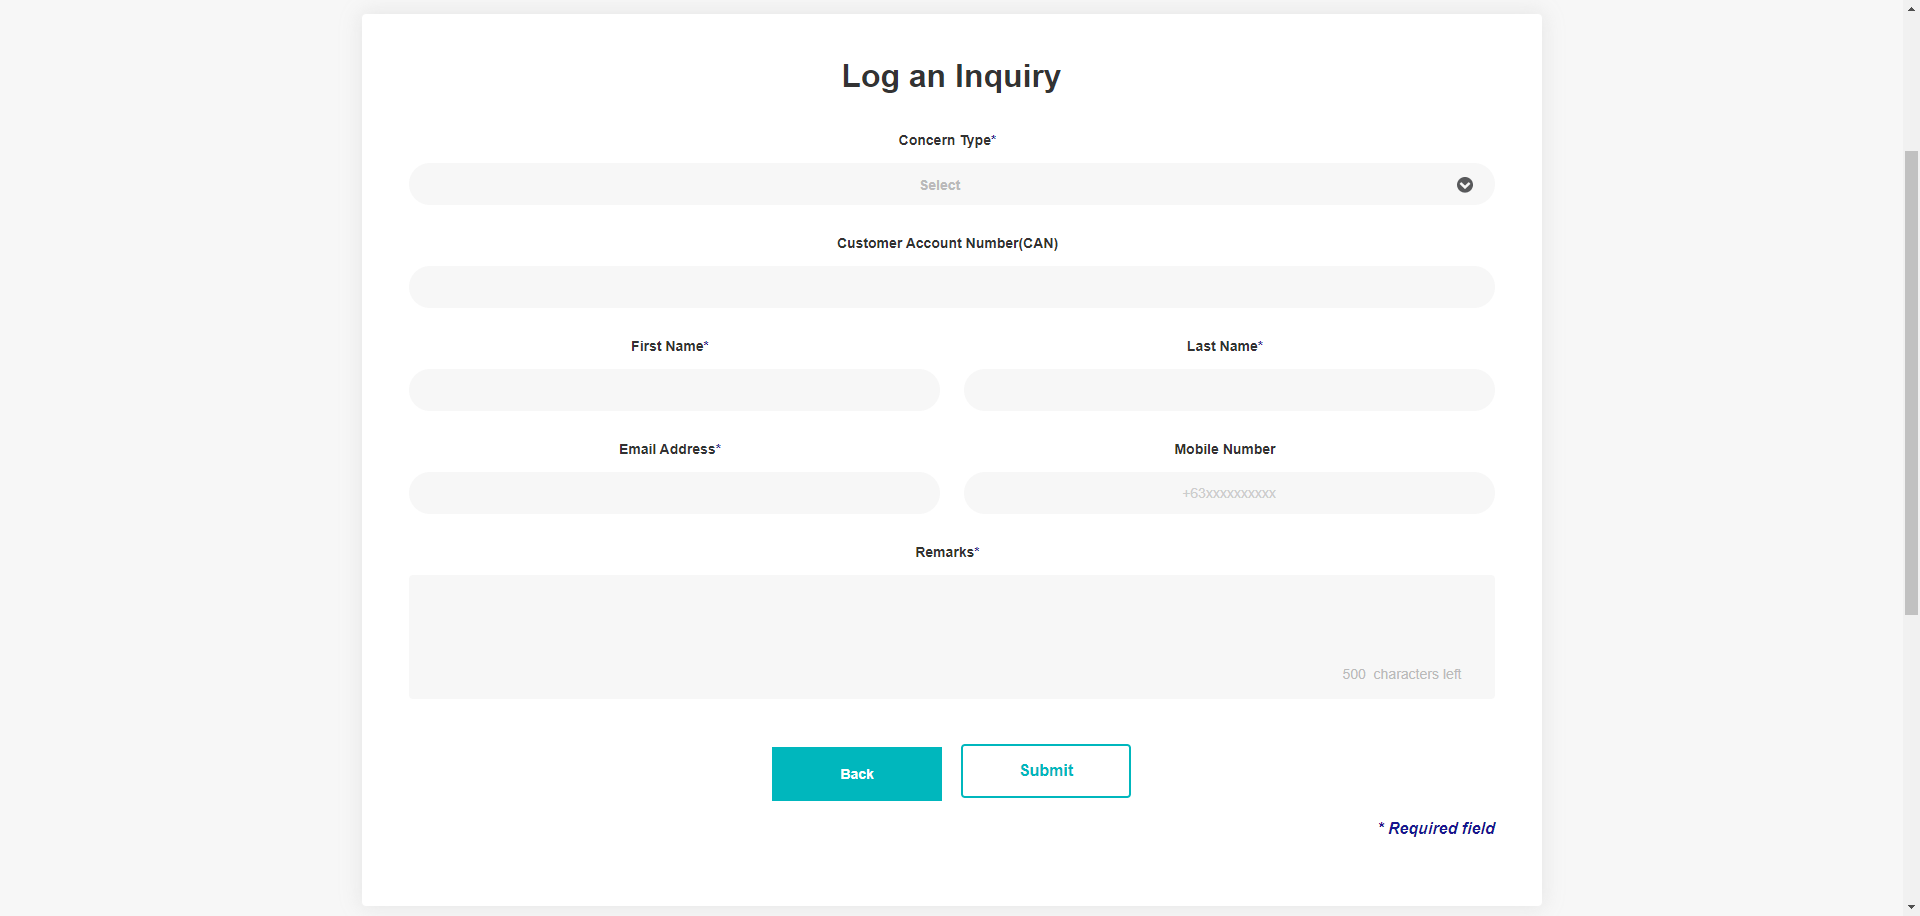 Log an Inquiry
Concern Type*
Select
Customer Account Number(CAN)
First Name*
Last Name*
Email Address*
Mobile Number
+63xxxxxxxxxx
Remarks*
500 characters left
Back
Submit
* Required field